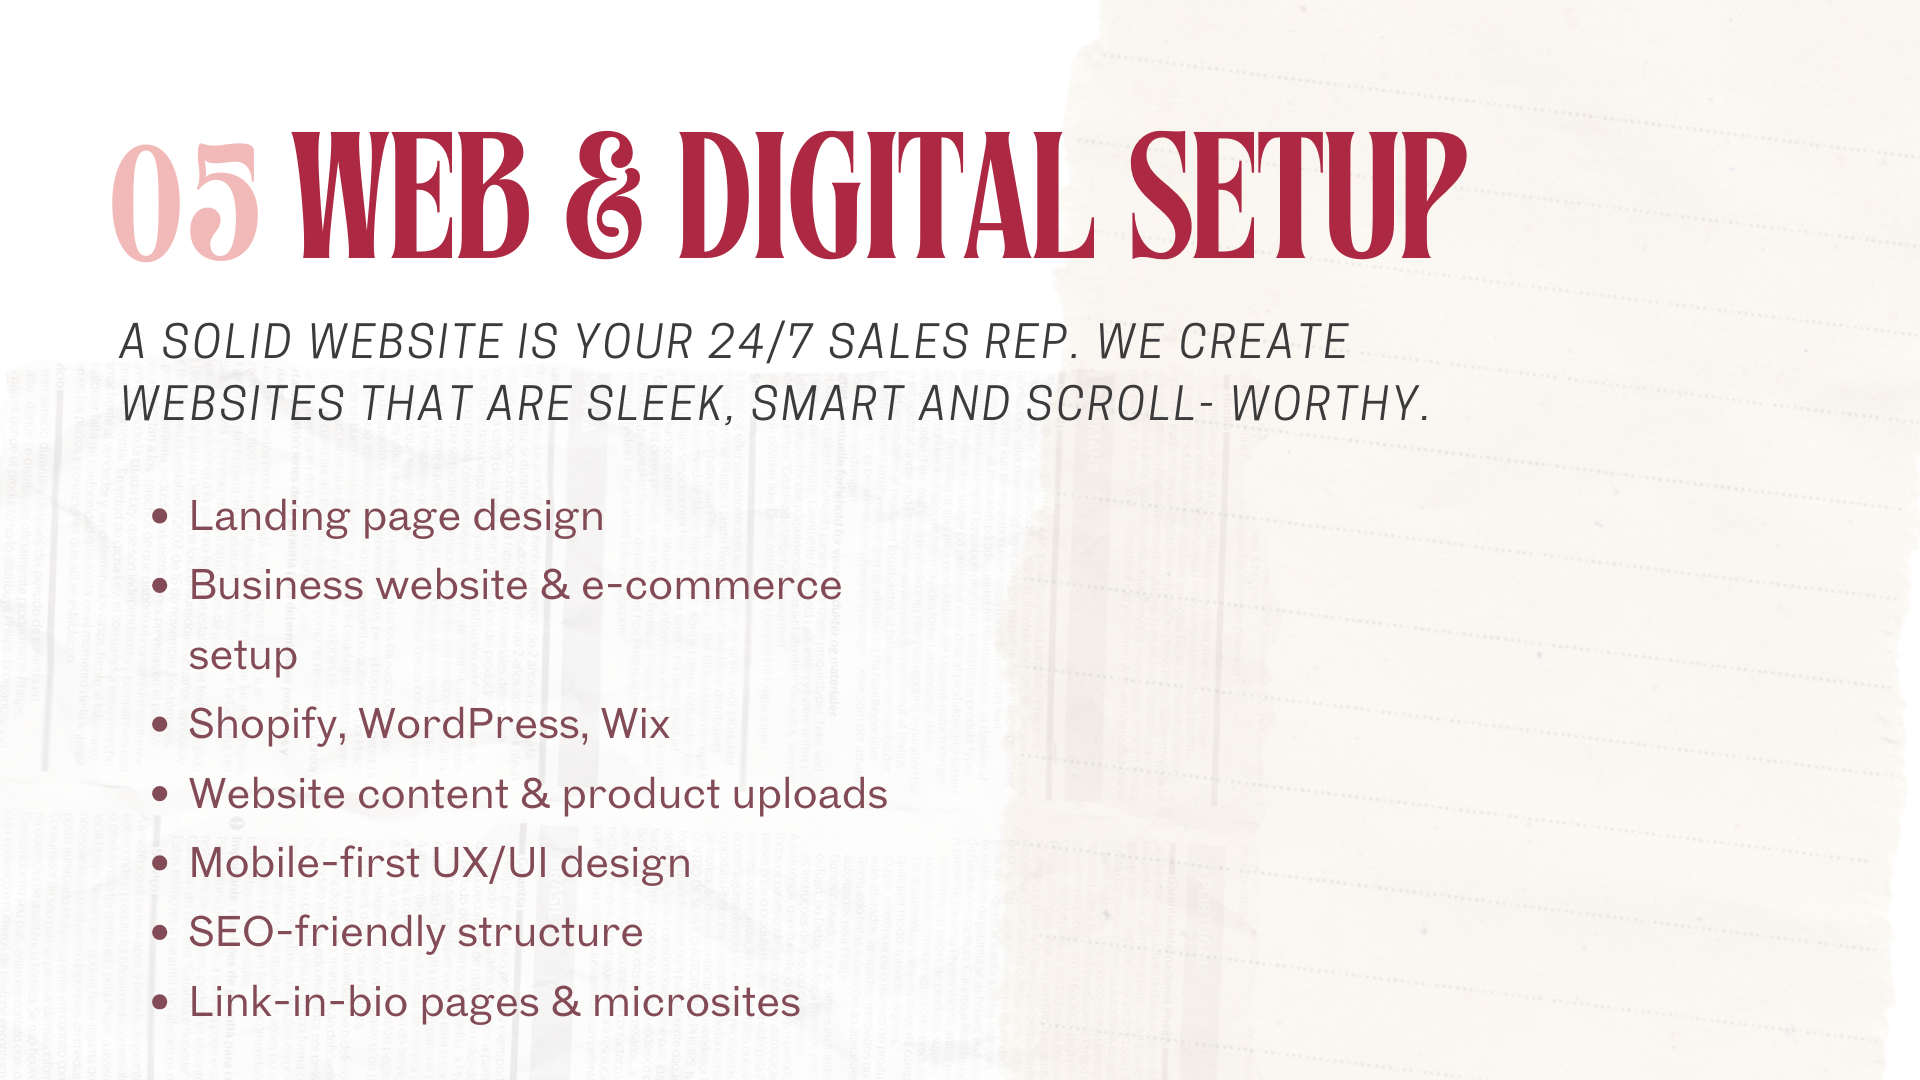 05 WEB & DIGITAL SETUP
A SOLID WEBSITE IS YOUR 24/7 SALES REP. WE CREATE
WEBSITES THAT ARE SLEEK, SMART AND SCROLL- WORTHY.
• Landing page design
• Business website & e-commerce
setup
• Shopify, WordPress, Wix
• Website content & product uploads
• Mobile-first UX/UI design
• SEO-friendly structure
• Link-in-bio pages & microsites